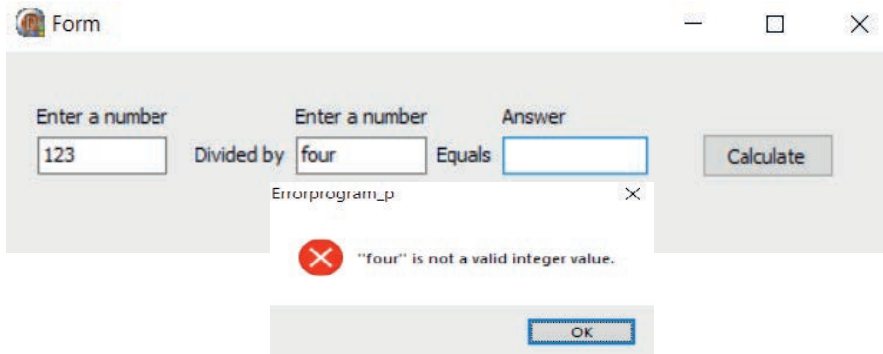 Form
Enter a number Enter a number Answer
123 Divided by four Equals Calculate
Errorprogram_p
"four" is not a valid integer value.
OK